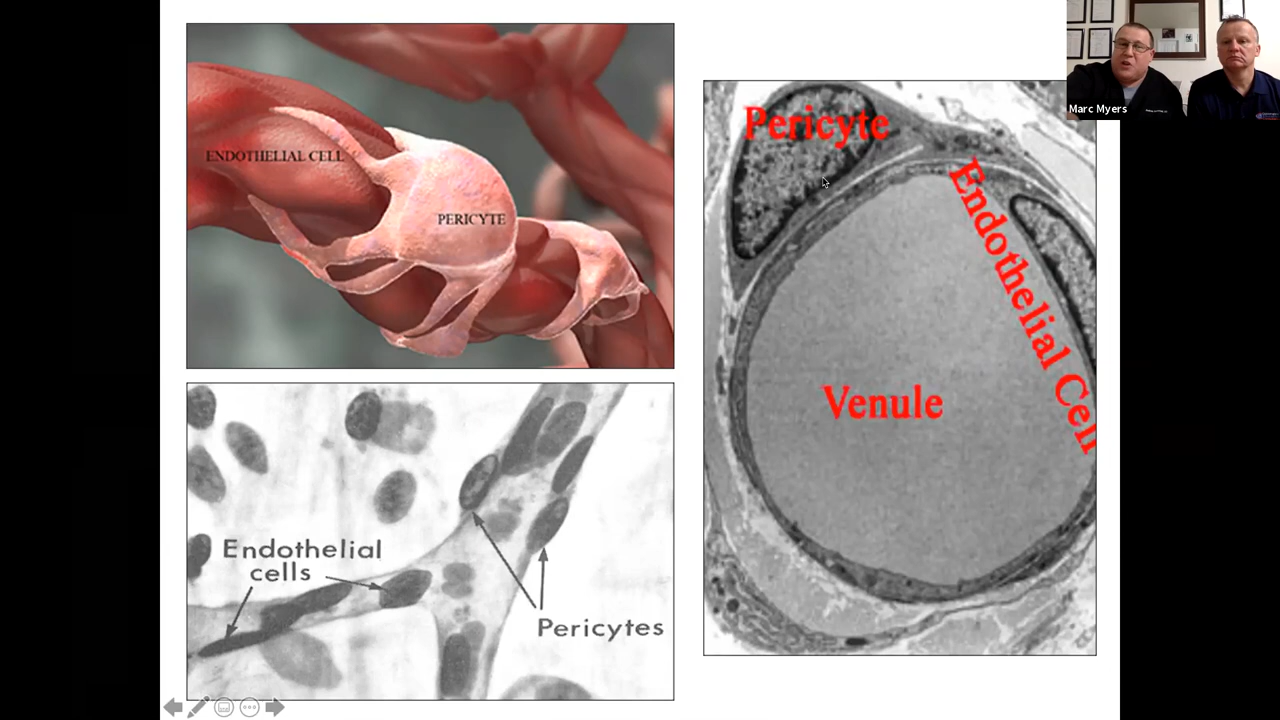 ENDOTHELIAL CELL
PERICYTE
Endothelial
cells
Pericytes
Pericyte
Endothelial Cell
Venule
Marc Myers